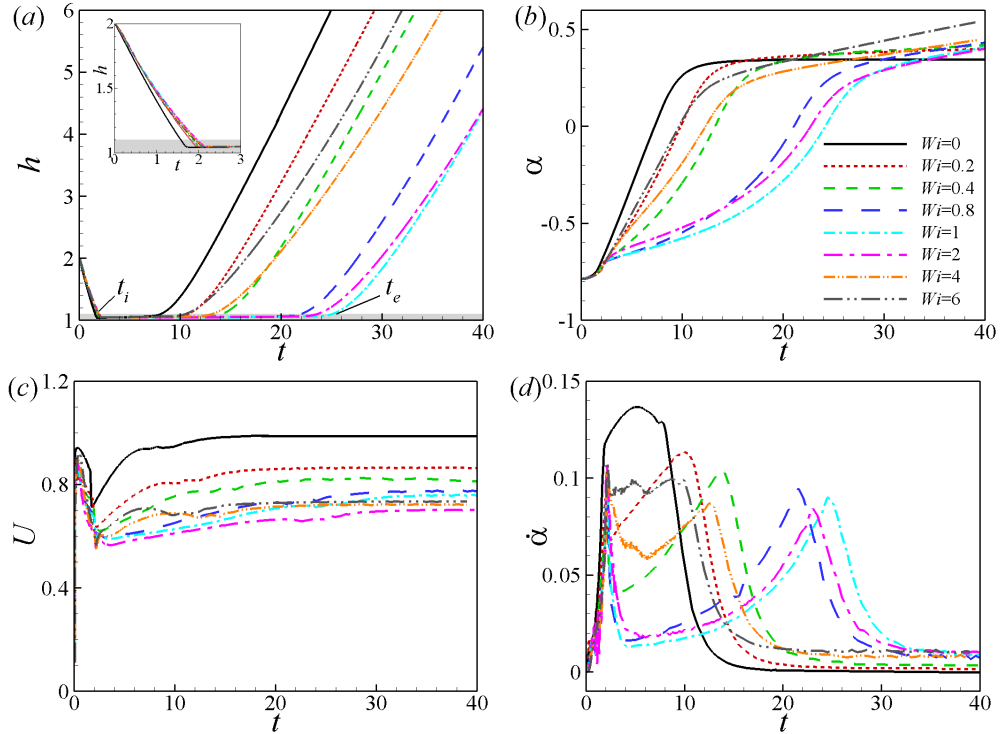 (a)
h
6
5
4
3
2
1
0 10 20 30 40
t
t_i
t_e
h
2
1.5
1
0 1 2 3
t
(b)
α
0.5
0
-0.5
-1
0 10 20 30 40
t
Wi=0
Wi=0.2
Wi=0.4
Wi=0.8
Wi=1
Wi=2
Wi=4
Wi=6
(c)
U
1.2
0.8
0.4
0
0 10 20 30 40
t
(d)
α̇
0.15
0.1
0.05
0
0 10 20 30 40
t